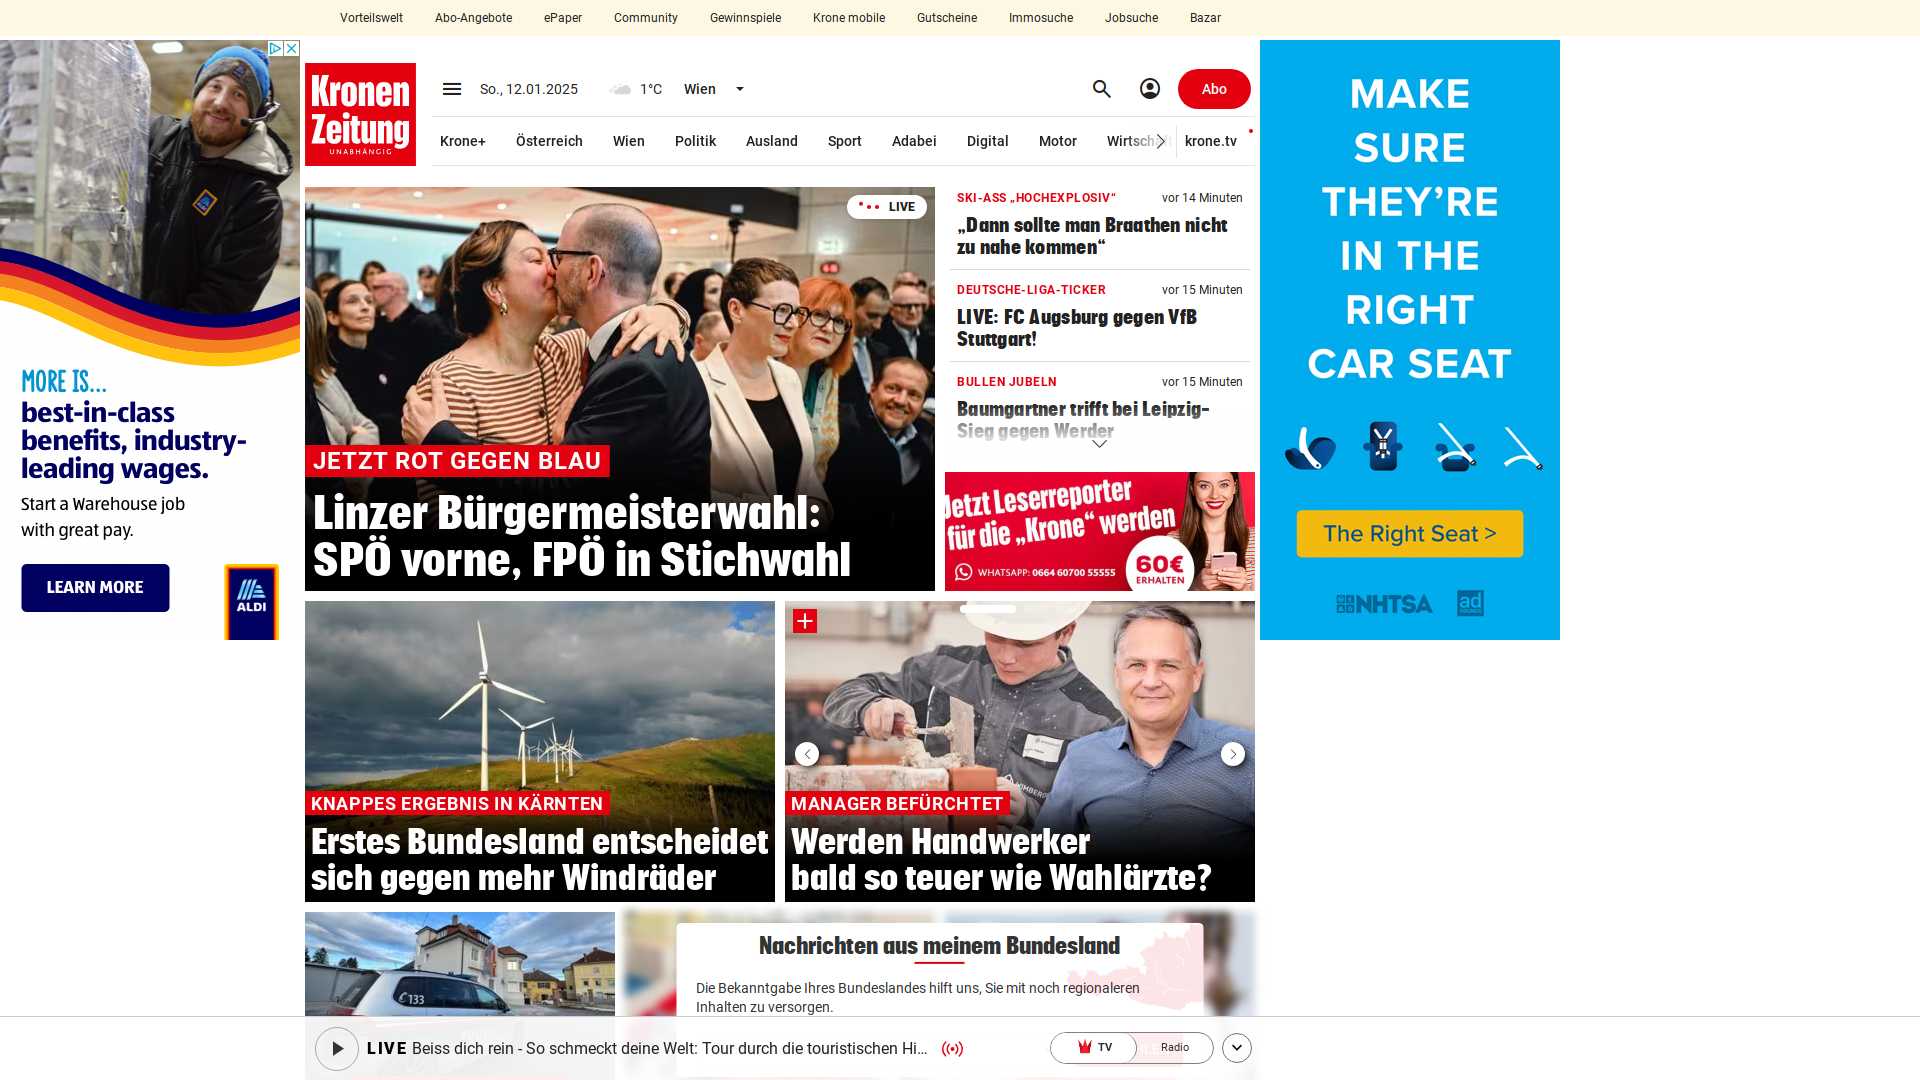 Vorteilswelt Abo-Angebote ePaper Community Gewinnspiele Krone mobile Gutscheine Immosuche Jobsuche Bazar
Kronen
Zeitung
UNABHÄNGIG
So., 12.01.2025 1°C Wien
Abo
Krone+ Österreich Wien Politik Ausland Sport Adabei Digital Motor krone.tv
LIVE
JETZT ROT GEGEN BLAU
Linzer Bürgermeisterwahl:
SPÖ vorne, FPÖ in Stichwahl
SKI-ASS „HOCHEXPLOSIV“ vor 14 Minuten
„Dann sollte man Braathen nicht
zu nahe kommen“
DEUTSCHE-LIGA-TICKER vor 15 Minuten
LIVE: FC Augsburg gegen VfB
Stuttgart!
BULLEN JUBELN vor 15 Minuten
Baumgartner trifft bei Leipzig-
Sieg gegen Werder
Jetzt Leserreporter
für die „Krone“ werden
WHATSAPP: 0664 60700 55555
60€
ERHALTEN
KNAPPES ERGEBNIS IN KÄRNTEN
Erstes Bundesland entscheidet
sich gegen mehr Windräder
MANAGER BEFÜRCHTET
Werden Handwerker
bald so teuer wie Wahlärzte?
133
Nachrichten aus meinem Bundesland
Die Bekanntgabe Ihres Bundeslandes hilft uns, Sie mit noch regionaleren
Inhalten zu versorgen.
LIVE Beiss dich rein - So schmeckt deine Welt: Tour durch die touristischen Hi...
TV Radio
MORE IS...
best-in-class
benefits, industry-
leading wages.
Start a Warehouse job
with great pay.
LEARN MORE
ALDI
MAKE
SURE
THEY’RE
IN THE
RIGHT
CAR SEAT
The Right Seat >
NHTSA
ad